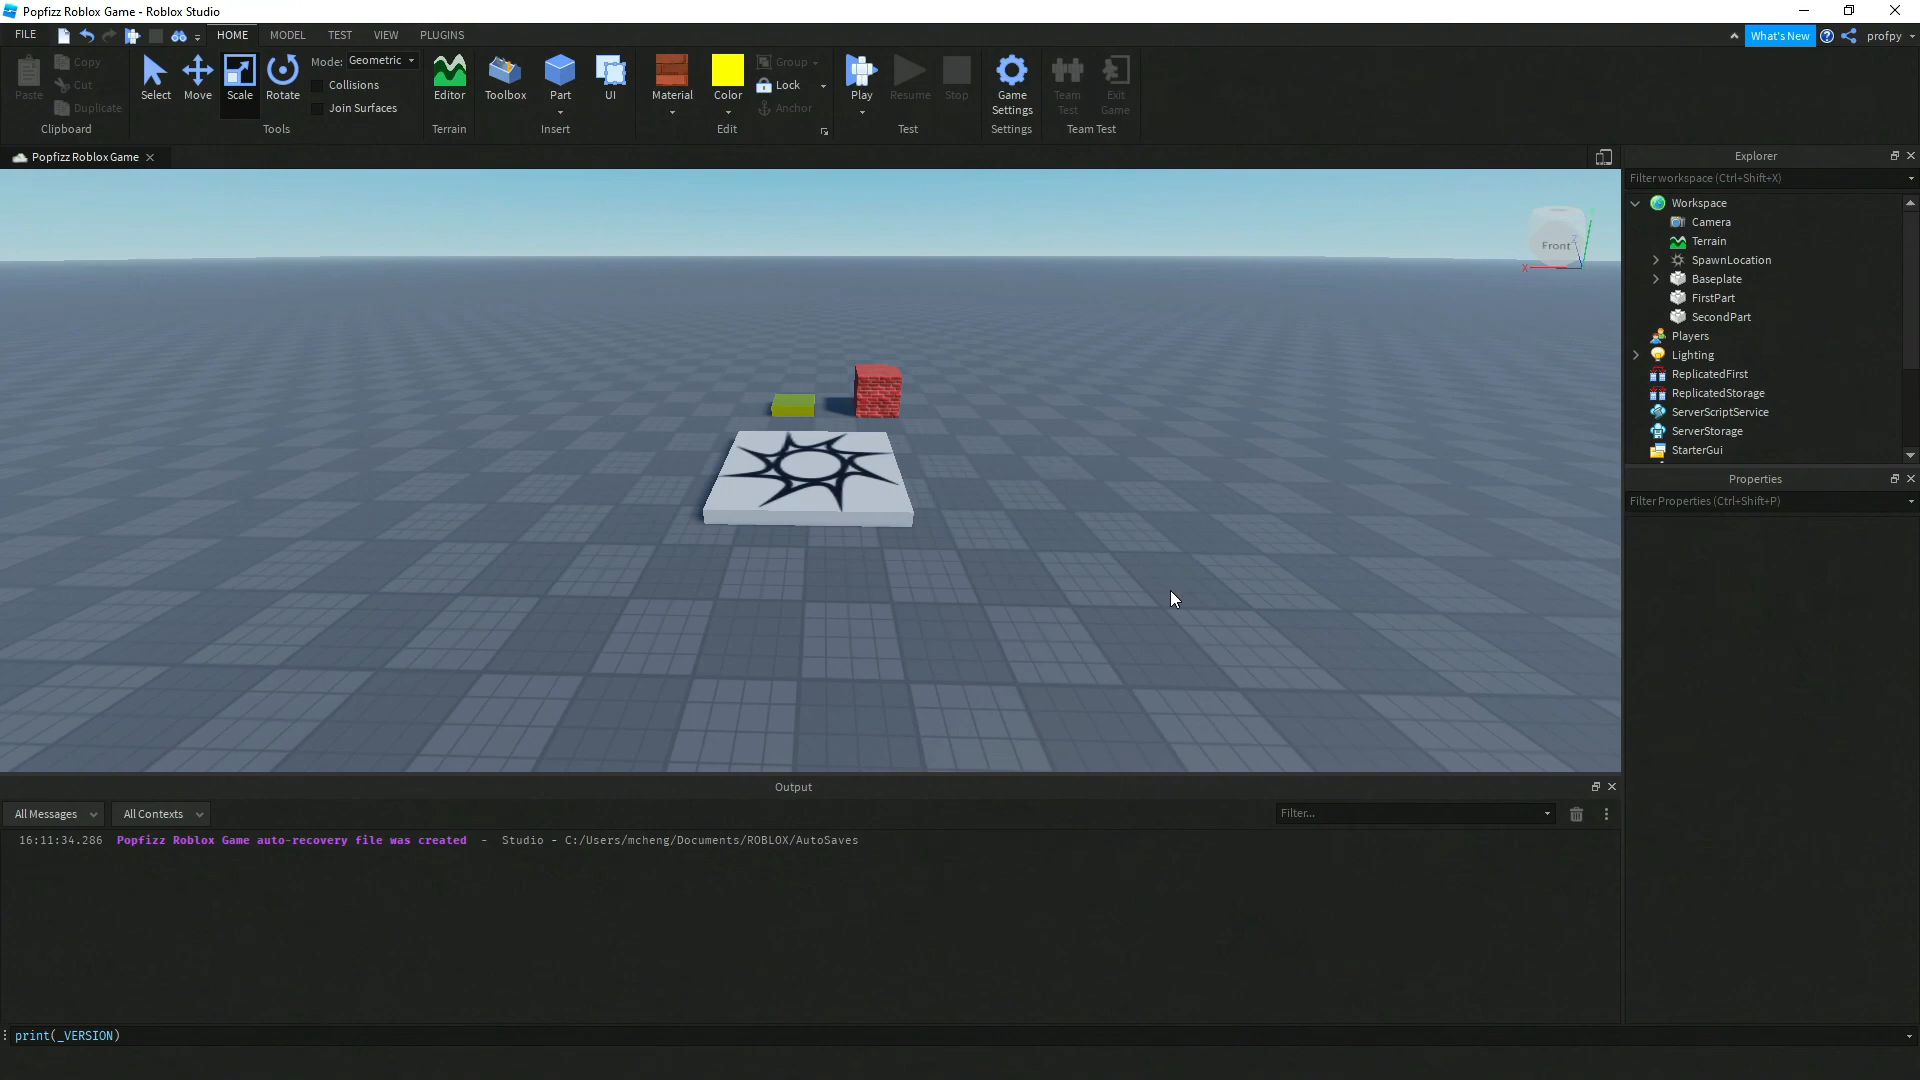 Popfizz Roblox Game - Roblox Studio
FILE HOME MODEL TEST VIEW PLUGINS What's New profpy
Paste Copy Cut Duplicate
Clipboard
Select Move Scale Rotate
Mode: Geometric
Collisions
Join Surfaces
Tools
Editor
Terrain
Toolbox Part UI
Insert
Material Color Group Lock Anchor
Edit
Play Resume Stop
Test
Game Settings
Settings
Team Test Exit Game
Team Test
Popfizz Roblox Game
Front
X
Z
Explorer
Filter workspace (Ctrl+Shift+X)
Workspace
Camera
Terrain
SpawnLocation
Baseplate
FirstPart
SecondPart
Players
Lighting
ReplicatedFirst
ReplicatedStorage
ServerScriptService
ServerStorage
StarterGui
Properties
Filter Properties (Ctrl+Shift+P)
Output
All Messages All Contexts Filter...
16:11:34.286 Popfizz Roblox Game auto-recovery file was created - Studio - C:/Users/mcheng/Documents/ROBLOX/AutoSaves
print(_VERSION)